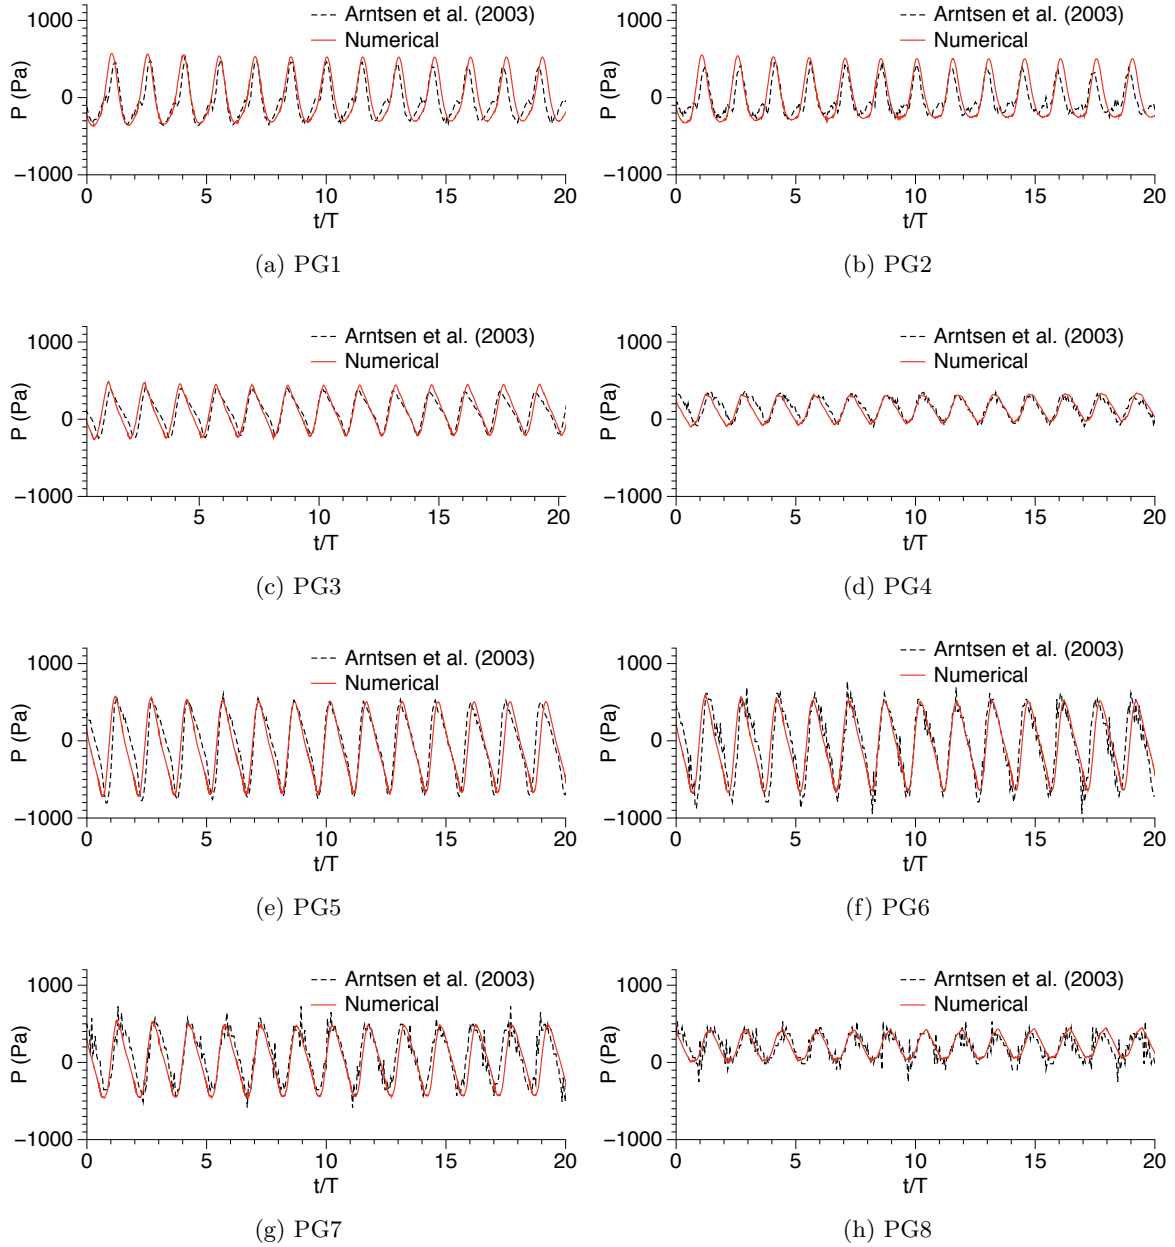 1000
0
−1000
P (Pa)
Arntsen et al. (2003)
Numerical
0 5 10 15 20
t/T
(a) PG1
1000
0
−1000
P (Pa)
Arntsen et al. (2003)
Numerical
0 5 10 15 20
t/T
(b) PG2
1000
0
−1000
P (Pa)
Arntsen et al. (2003)
Numerical
5 10 15 20
t/T
(c) PG3
1000
0
−1000
P (Pa)
Arntsen et al. (2003)
Numerical
0 5 10 15 20
t/T
(d) PG4
1000
0
−1000
P (Pa)
Arntsen et al. (2003)
Numerical
0 5 10 15 20
t/T
(e) PG5
1000
0
−1000
P (Pa)
Arntsen et al. (2003)
Numerical
0 5 10 15 20
t/T
(f) PG6
1000
0
−1000
P (Pa)
Arntsen et al. (2003)
Numerical
0 5 10 15 20
t/T
(g) PG7
1000
0
−1000
P (Pa)
Arntsen et al. (2003)
Numerical
0 5 10 15 20
t/T
(h) PG8